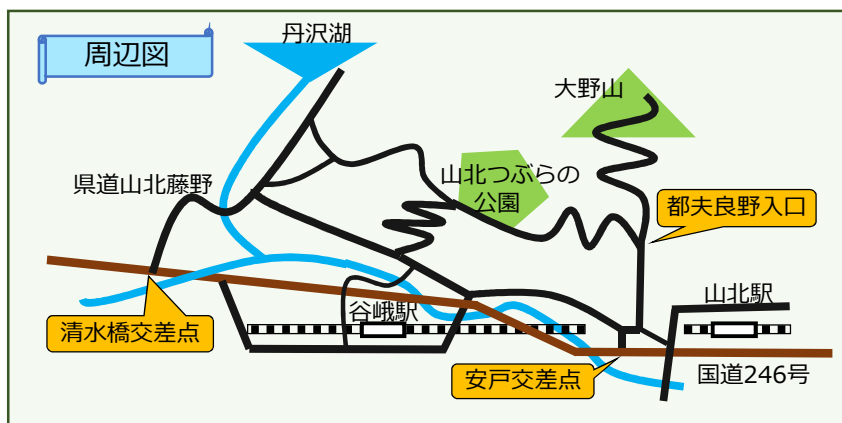 周辺図
丹沢湖
大野山
山北つぶらの
公園
県道山北藤野
都夫良野入口
山北駅
谷峨駅
清水橋交差点
安戸交差点
国道246号